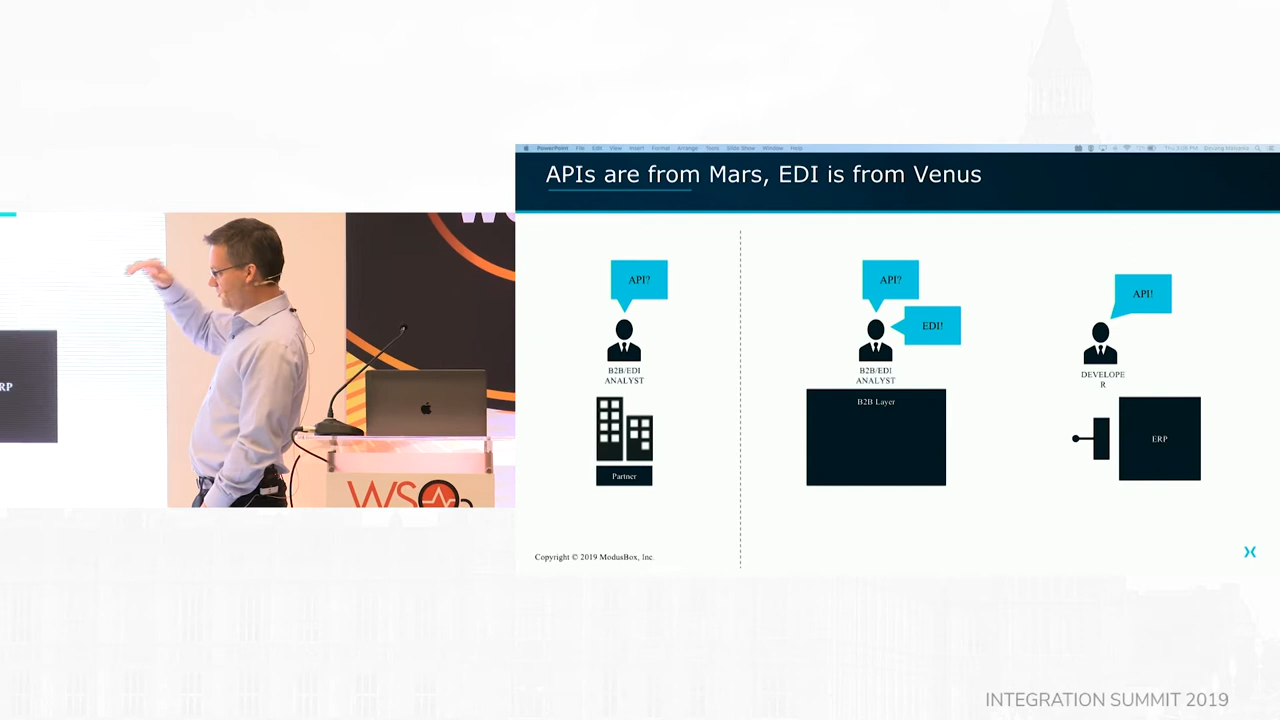 PowerPoint File Edit View Insert Format Arrange Tools Slide Show Window Help
APIs are from Mars, EDI is from Venus
API?
API?
API!
EDI!
B2B/EDI
ANALYST
B2B/EDI
ANALYST
DEVELOPE
R
B2B Layer
ERP
Partner
Copyright © 2019 ModusBox, Inc.
RP
WS
INTEGRATION SUMMIT 2019